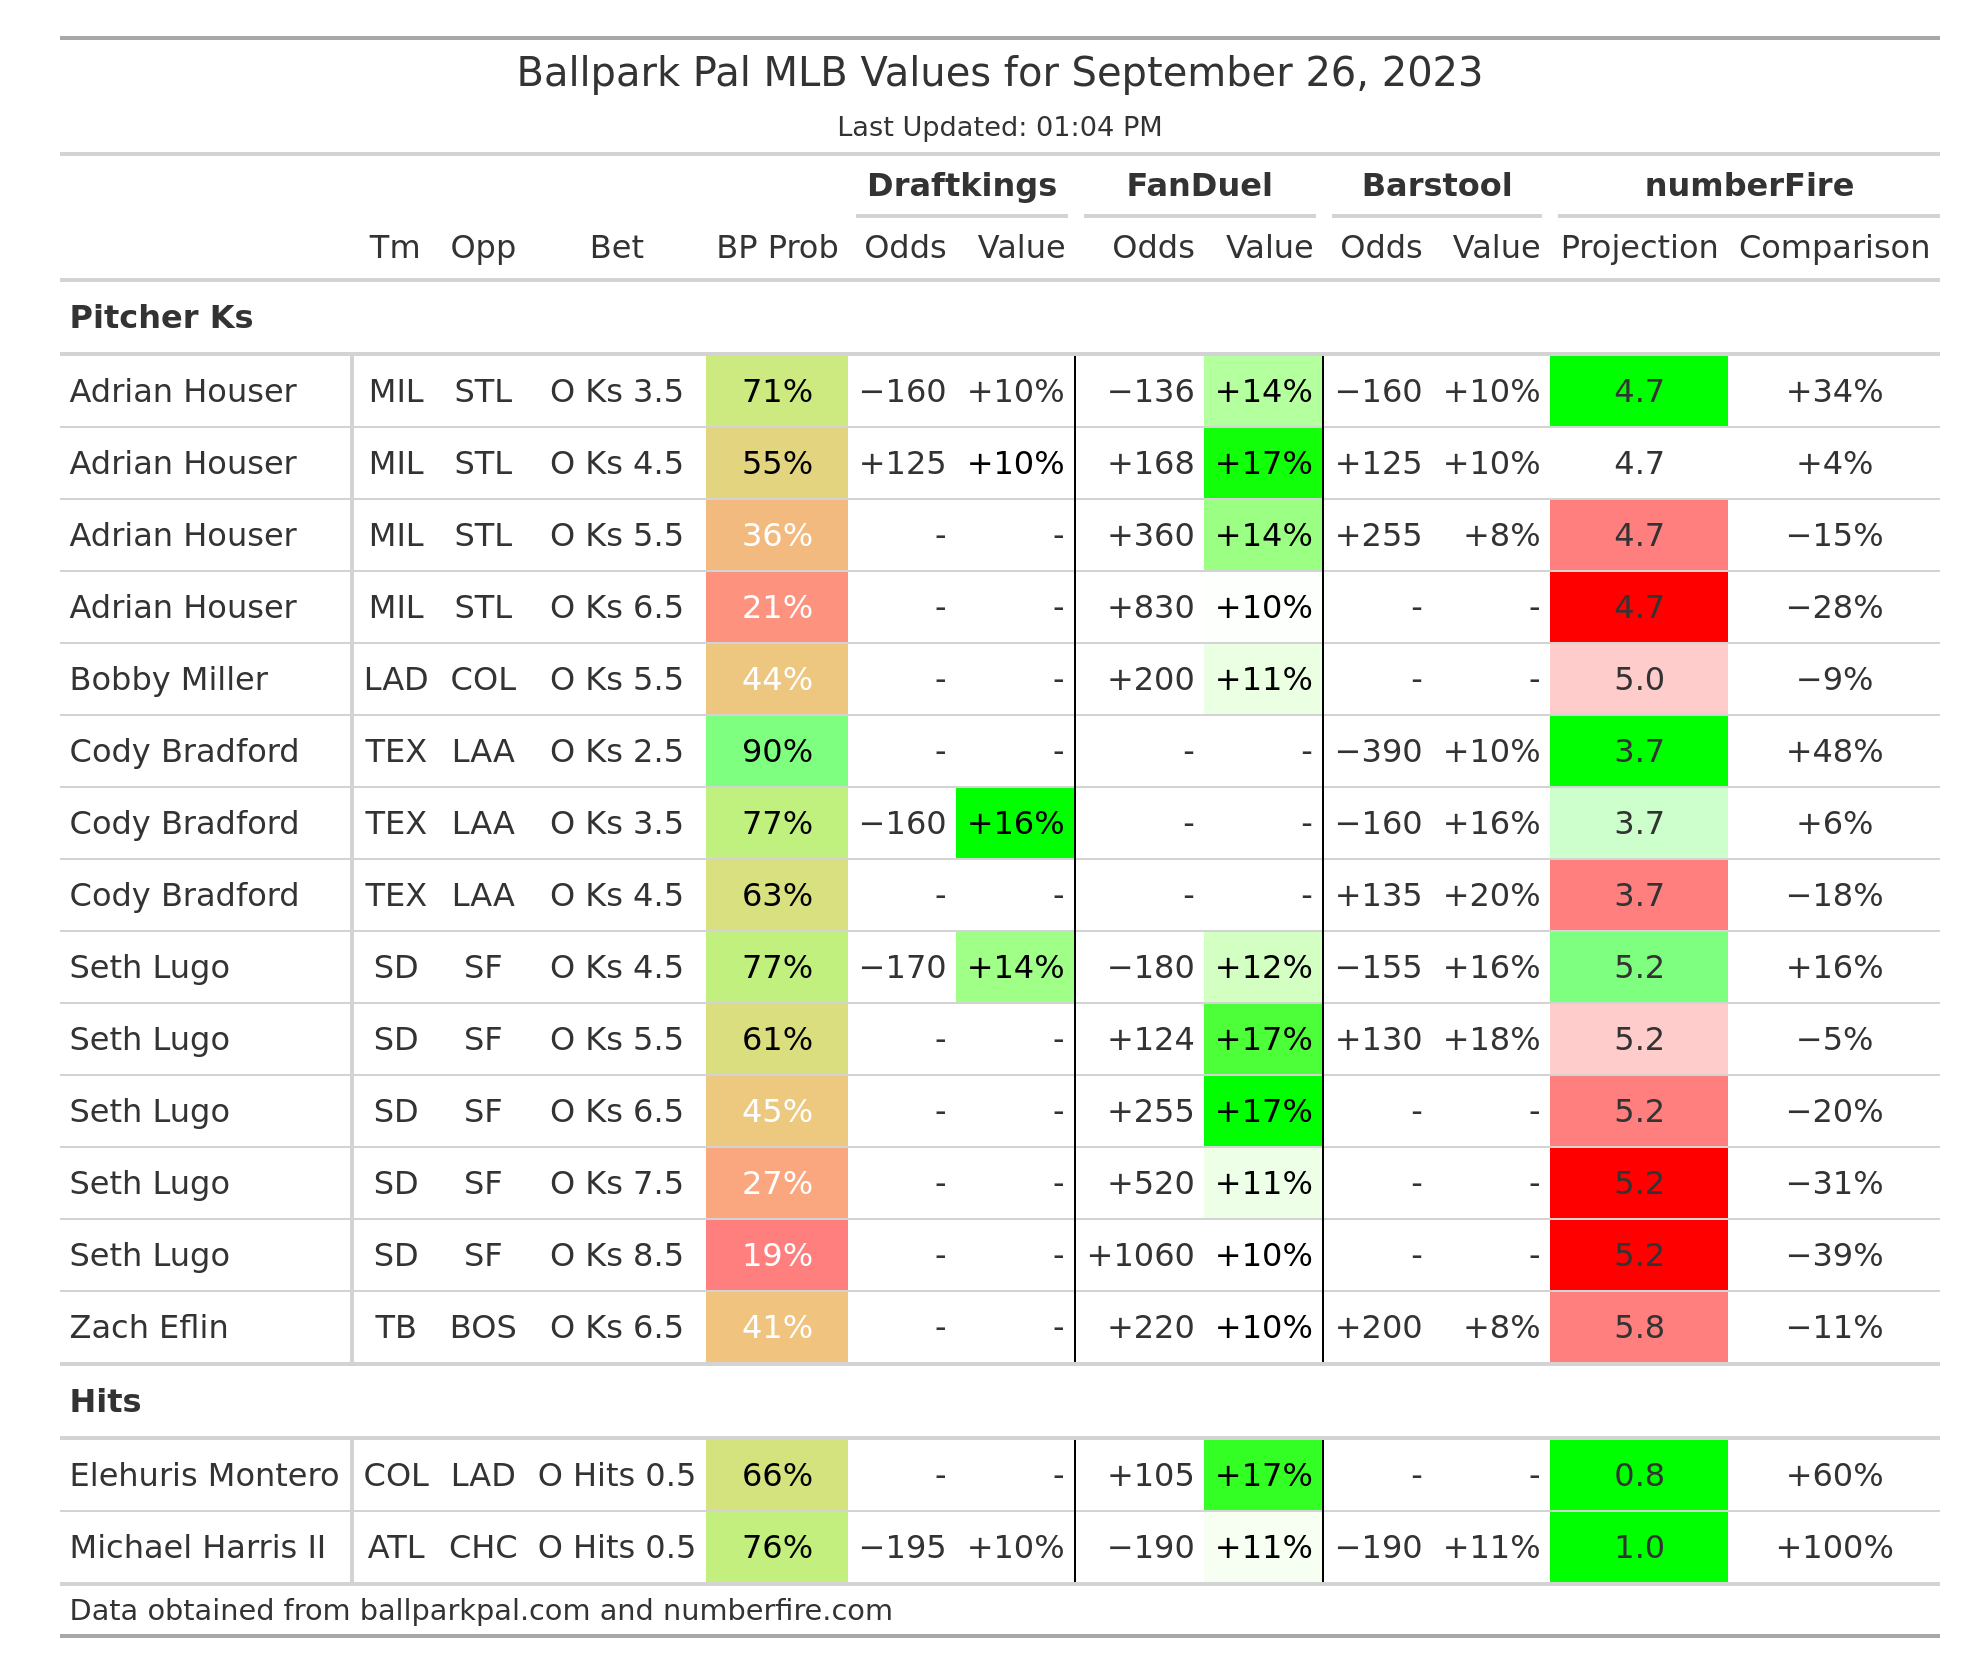 Ballpark Pal MLB Values for September 26, 2023
Last Updated: 01:04 PM
Draftkings FanDuel Barstool numberFire
Tm Opp Bet BP Prob Odds Value Odds Value Odds Value Projection Comparison
Pitcher Ks
Adrian Houser MIL STL O Ks 3.5 71% −160 +10% −136 +14% −160 +10% 4.7 +34%
Adrian Houser MIL STL O Ks 4.5 55% +125 +10% +168 +17% +125 +10% 4.7 +4%
Adrian Houser MIL STL O Ks 5.5 36% - - +360 +14% +255 +8% 4.7 −15%
Adrian Houser MIL STL O Ks 6.5 21% - - +830 +10% - - 4.7 −28%
Bobby Miller LAD COL O Ks 5.5 44% - - +200 +11% - - 5.0 −9%
Cody Bradford TEX LAA O Ks 2.5 90% - - - - −390 +10% 3.7 +48%
Cody Bradford TEX LAA O Ks 3.5 77% −160 +16% - - −160 +16% 3.7 +6%
Cody Bradford TEX LAA O Ks 4.5 63% - - - - +135 +20% 3.7 −18%
Seth Lugo SD SF O Ks 4.5 77% −170 +14% −180 +12% −155 +16% 5.2 +16%
Seth Lugo SD SF O Ks 5.5 61% - - +124 +17% +130 +18% 5.2 −5%
Seth Lugo SD SF O Ks 6.5 45% - - +255 +17% - - 5.2 −20%
Seth Lugo SD SF O Ks 7.5 27% - - +520 +11% - - 5.2 −31%
Seth Lugo SD SF O Ks 8.5 19% - - +1060 +10% - - 5.2 −39%
Zach Eflin TB BOS O Ks 6.5 41% - - +220 +10% +200 +8% 5.8 −11%
Hits
Elehuris Montero COL LAD O Hits 0.5 66% - - +105 +17% - - 0.8 +60%
Michael Harris II ATL CHC O Hits 0.5 76% −195 +10% −190 +11% −190 +11% 1.0 +100%
Data obtained from ballparkpal.com and numberfire.com